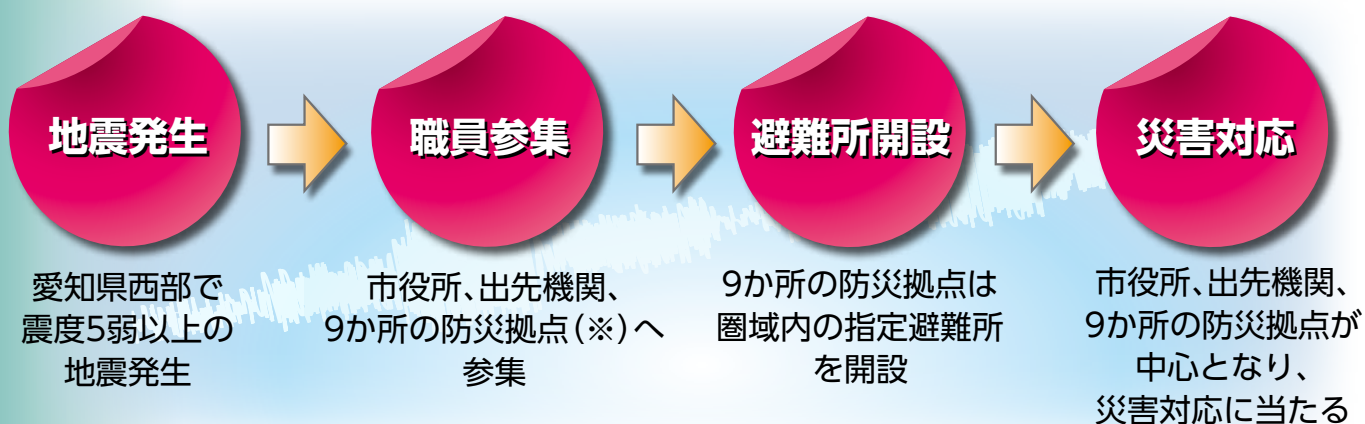 地震発生
愛知県西部で
震度5弱以上の
地震発生
職員参集
市役所、出先機関、
9か所の防災拠点(※)へ
参集
避難所開設
9か所の防災拠点は
圏域内の指定避難所
を開設
災害対応
市役所、出先機関、
9か所の防災拠点が
中心となり、
災害対応に当たる